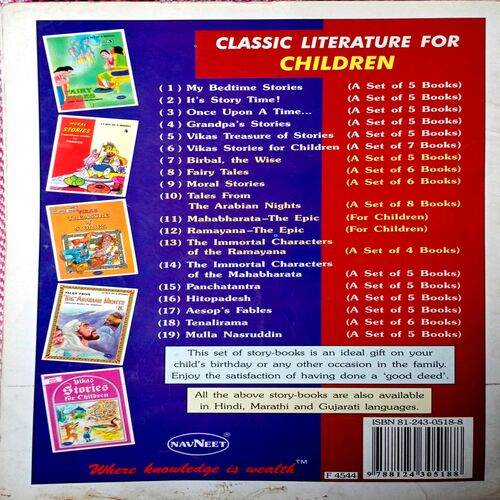 CLASSIC LITERATURE FOR
CHILDREN
( 1 ) My Bedtime Stories (A Set of 5 Books)
( 2 ) It's Story Time! (A Set of 5 Books)
( 3 ) Once Upon A Time... (A Set of 5 Books)
( 4 ) Grandpa's Stories (A Set of 5 Books)
( 5 ) Vikas Treasure of Stories (A Set of 5 Books)
( 6 ) Vikas Stories for Children (A Set of 7 Books)
( 7 ) Birbal, the Wise (A Set of 5 Books)
( 8 ) Fairy Tales (A Set of 6 Books)
( 9 ) Moral Stories (A Set of 6 Books)
(10) Tales From
The Arabian Nights (A Set of 8 Books)
(11) Mahabharata–The Epic (For Children)
(12) Ramayana–The Epic (For Children)
(13) The Immortal Characters
of the Ramayana (A Set of 4 Books)
(14) The Immortal Characters
of the Mahabharata (A Set of 5 Books)
(15) Panchatantra (A Set of 5 Books)
(16) Hitopadesh (A Set of 5 Books)
(17) Aesop's Fables (A Set of 5 Books)
(18) Tenalirama (A Set of 6 Books)
(19) Mulla Nasruddin (A Set of 5 Books)
This set of story-books is an ideal gift on your
child's birthday or any other occasion in the family.
Enjoy the satisfaction of having done a 'good deed'.
All the above story-books are also available
in Hindi, Marathi and Gujarati languages.
FAIRY
TALES
MORAL
STORIES
4
VIKAS
TREASURE
of
STORIES
TALES FROM
THE ARABIAN NIGHTS
8
Vikas
Stories
for Children
NAVNEET
Where knowledge is wealth™
F 4544
ISBN 81-243-0518-8
9 788124 305188